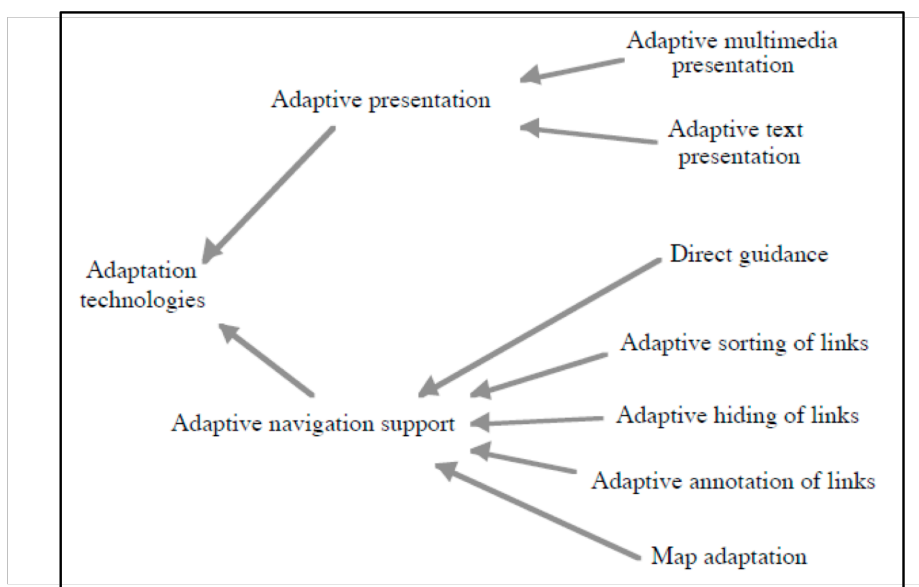 Adaptive multimedia
presentation
Adaptive presentation
Adaptive text
presentation
Direct guidance
Adaptation
technologies
Adaptive sorting of links
Adaptive navigation support
Adaptive hiding of links
Adaptive annotation of links
Map adaptation